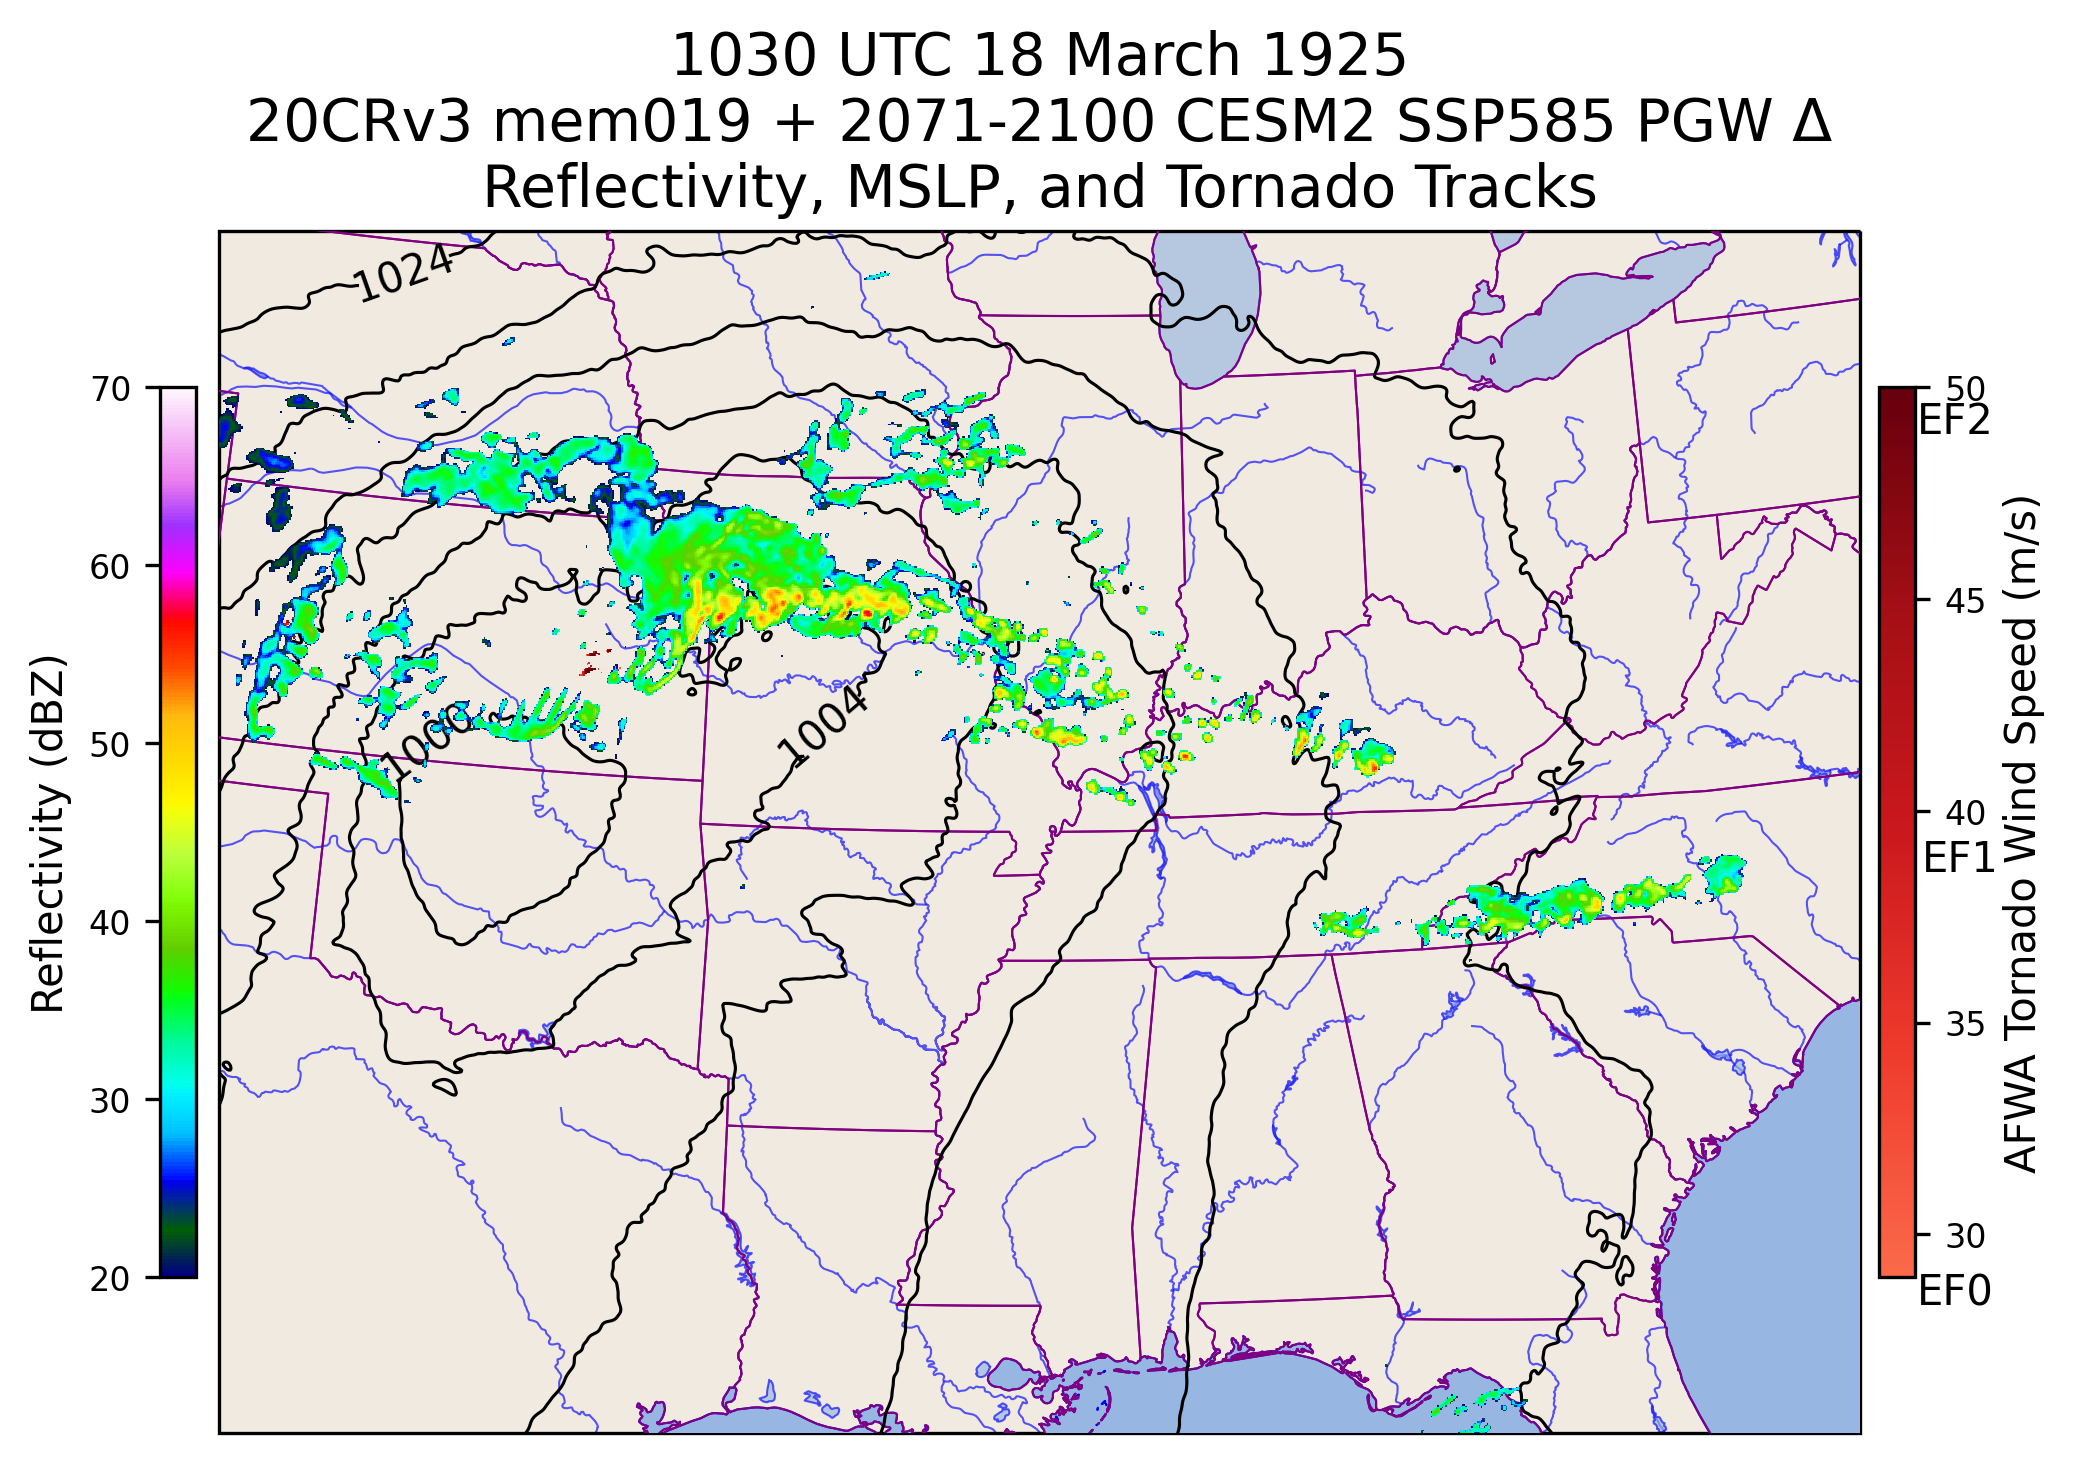 1030 UTC 18 March 1925
20CRv3 mem019 + 2071-2100 CESM2 SSP585 PGW Δ
Reflectivity, MSLP, and Tornado Tracks
1024
1000
1004
70
60
50
40
30
20
Reflectivity (dBZ)
50
EF2
45
40
EF1
35
30
EF0
AFWA Tornado Wind Speed (m/s)